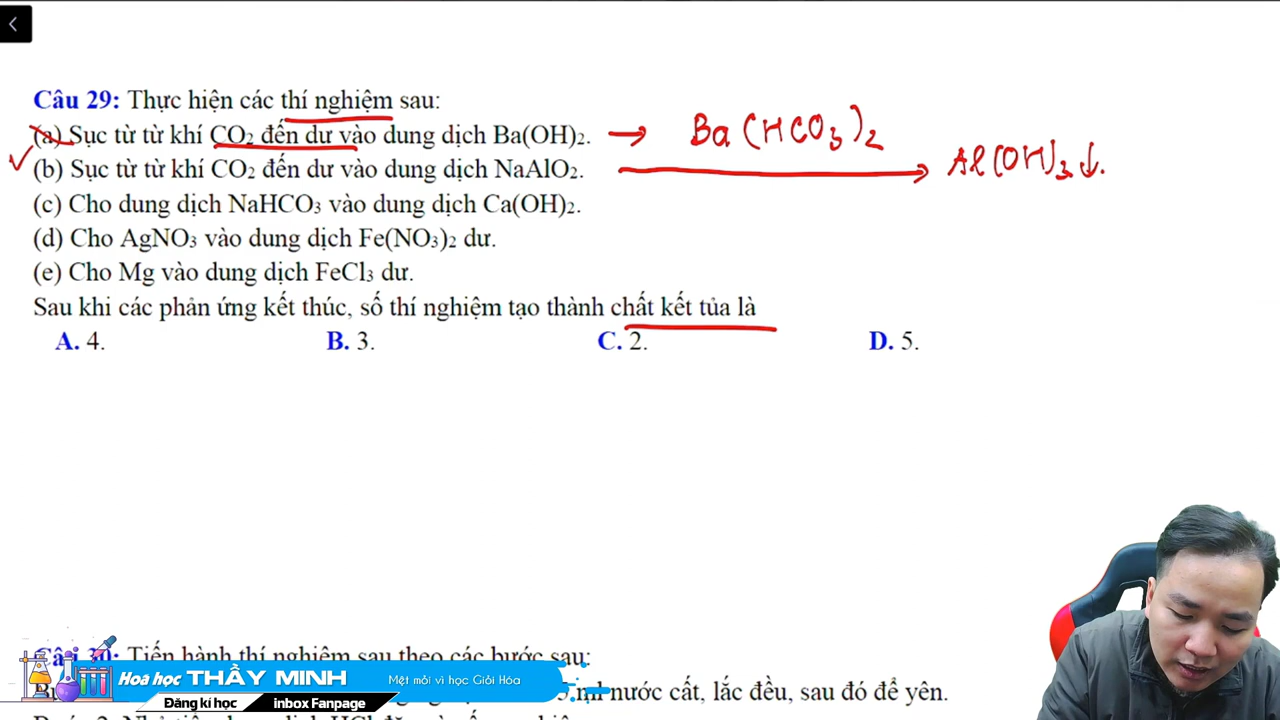 Câu 29: Thực hiện các thí nghiệm sau:
(a) Sục từ từ khí CO₂ đến dư vào dung dịch Ba(OH)₂. → Ba(HCO₃)₂
(b) Sục từ từ khí CO₂ đến dư vào dung dịch NaAlO₂. → Al(OH)₃↓.
(c) Cho dung dịch NaHCO₃ vào dung dịch Ca(OH)₂.
(d) Cho AgNO₃ vào dung dịch Fe(NO₃)₂ dư.
(e) Cho Mg vào dung dịch FeCl₃ dư.
Sau khi các phản ứng kết thúc, số thí nghiệm tạo thành chất kết tủa là
A. 4. B. 3. C. 2. D. 5.
Câu 30: Tiến hành thí nghiệm sau theo các bước sau:
ml nước cất, lắc đều, sau đó để yên.
Hoá học THẦY MINH
Mệt mỏi vì học Giỏi Hóa
Đăng kí học inbox Fanpage